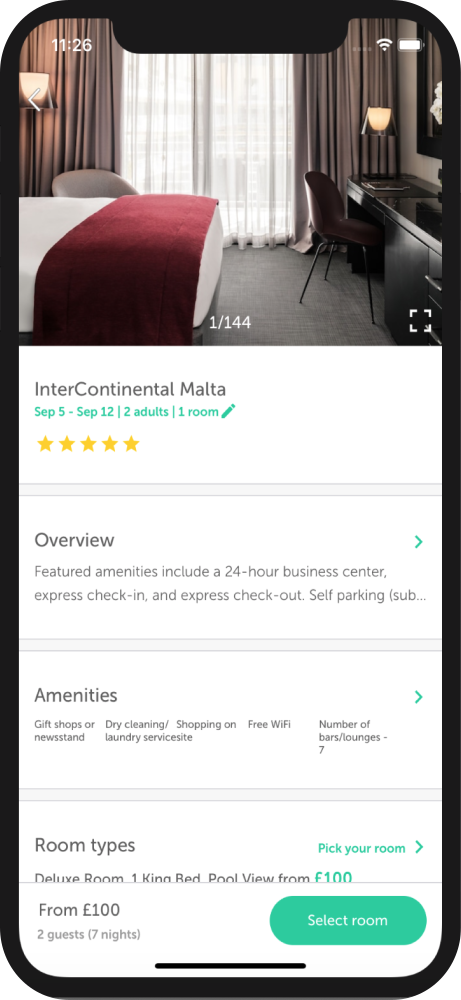 11:26
1/144
InterContinental Malta
Sep 5 - Sep 12 | 2 adults | 1 room
Overview
Featured amenities include a 24-hour business center,
express check-in, and express check-out. Self parking (sub...
Amenities
Gift shops or
newsstand
Dry cleaning/
laundry service
Shopping on
site
Free WiFi
Number of
bars/lounges -
7
Room types
Pick your room
Deluxe Room, 1 King Bed, Pool View from £100
From £100
2 guests (7 nights)
Select room